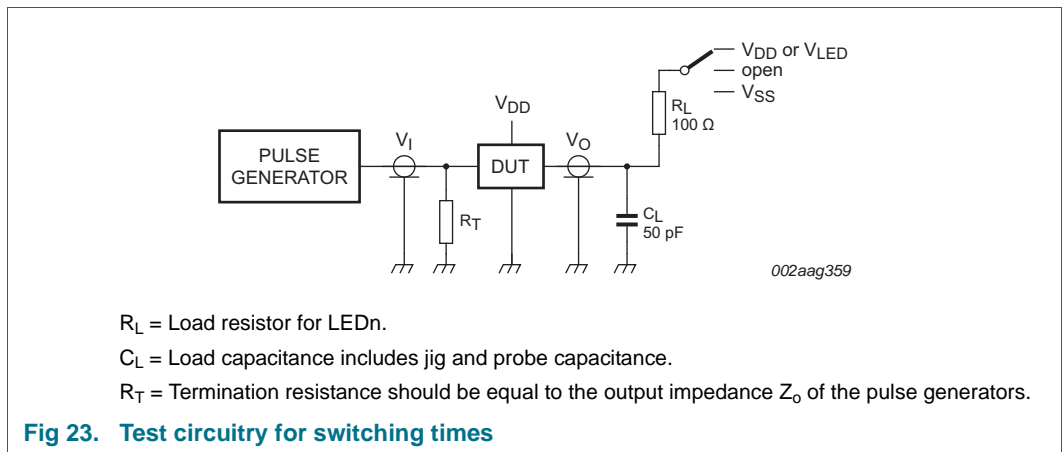 V_DD or V_LED
open
V_SS
R_L
100 Ω
V_DD
V_I
V_O
PULSE
GENERATOR
DUT
R_T
C_L
50 pF
002aag359
R_L = Load resistor for LEDn.
C_L = Load capacitance includes jig and probe capacitance.
R_T = Termination resistance should be equal to the output impedance Z_o of the pulse generators.
Fig 23. Test circuitry for switching times